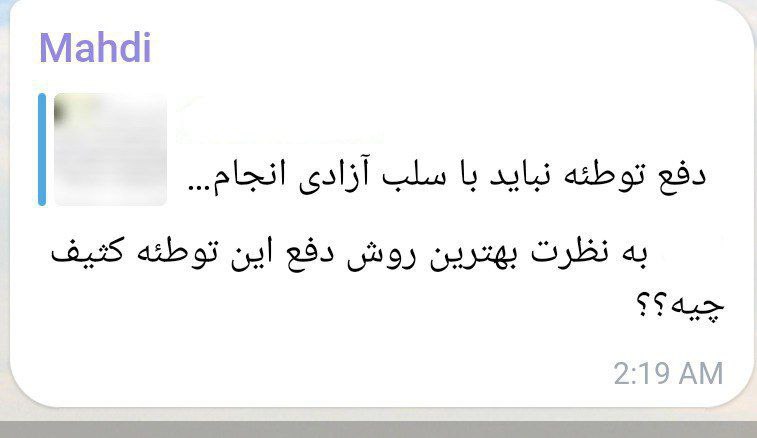 Mahdi
دفع توطئه نباید با سلب آزادی انجام...
به نظرت بهترین روش دفع این توطئه کثیف
چیه؟؟
2:19 AM